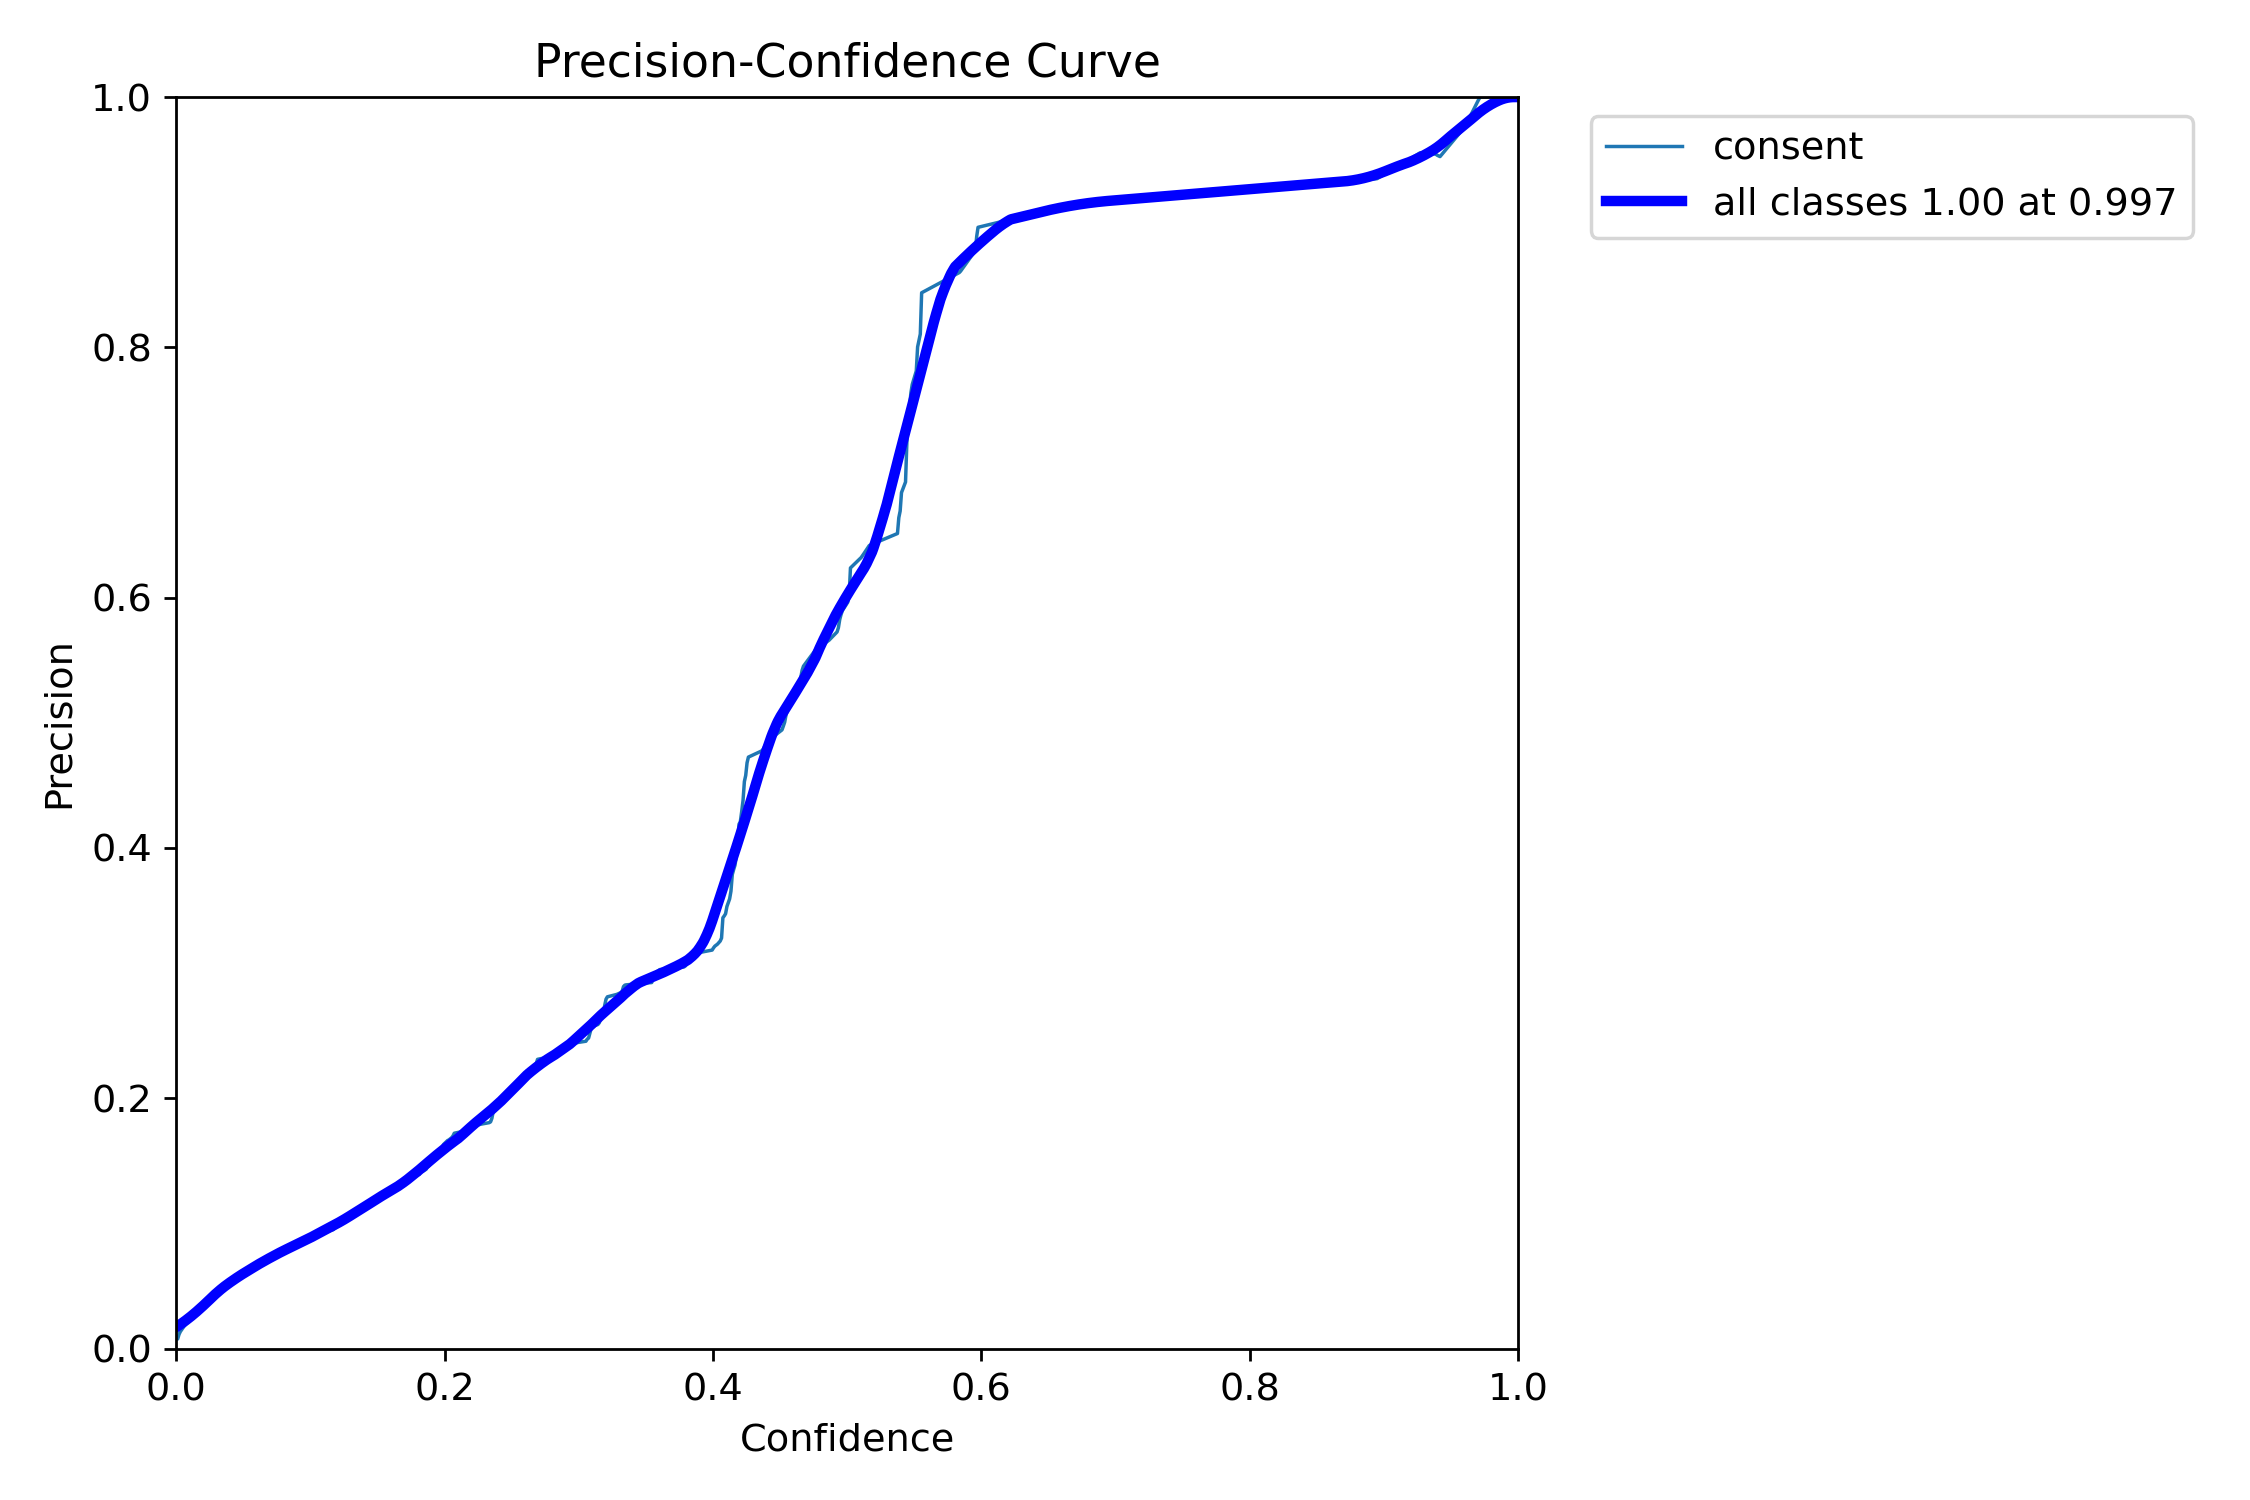 Precision-Confidence Curve
1.0
0.8
0.6
0.4
0.2
0.0
Precision
0.0 0.2 0.4 0.6 0.8 1.0
Confidence
consent
all classes 1.00 at 0.997